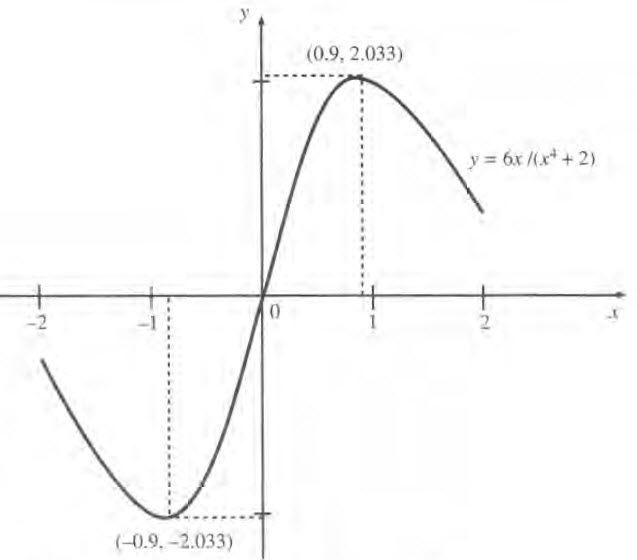 y
(0.9, 2.033)
y = 6x /(x⁴ + 2)
-2
-1
0
1
2
x
(-0.9, -2.033)